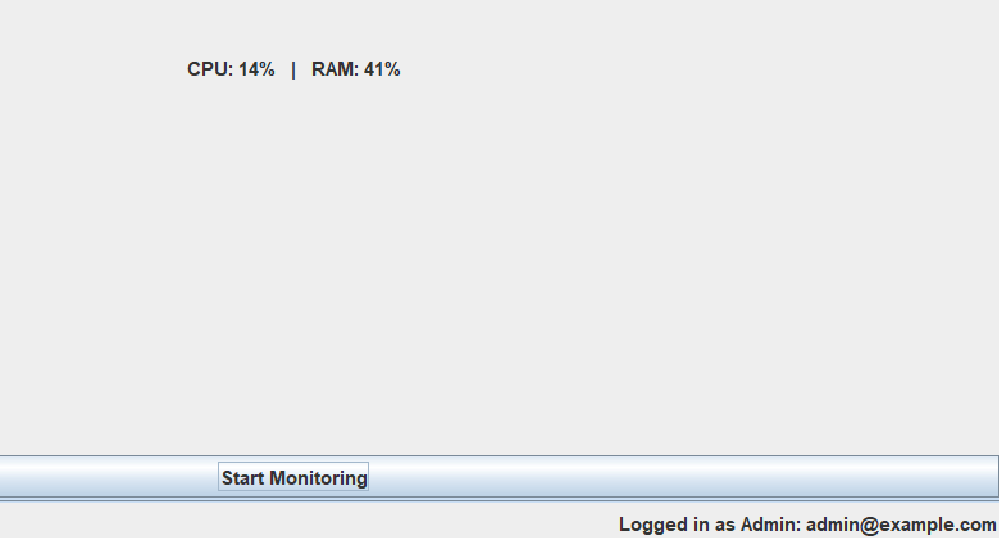 CPU: 14% | RAM: 41%
Start Monitoring
Logged in as Admin: admin@example.com